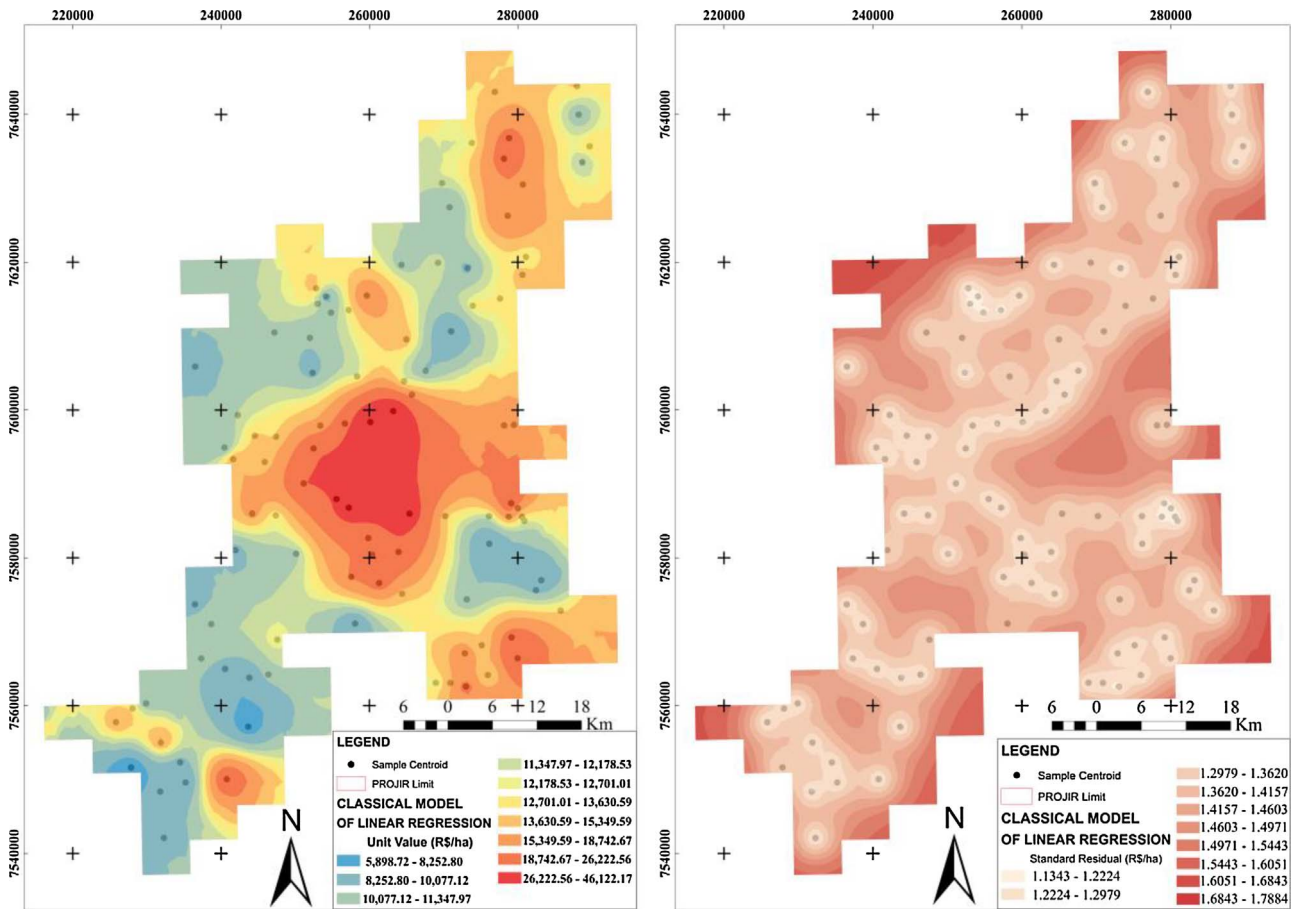 220000 240000 260000 280000
7640000
7620000
7600000
7580000
7560000
7540000
6 0 6 12 18
Km
LEGEND
Sample Centroid
PROJIR Limit
CLASSICAL MODEL
OF LINEAR REGRESSION
Unit Value (R$/ha)
5,898.72 - 8,252.80
8,252.80 - 10,077.12
10,077.12 - 11,347.97
11,347.97 - 12,178.53
12,178.53 - 12,701.01
12,701.01 - 13,630.59
13,630.59 - 15,349.59
15,349.59 - 18,742.67
18,742.67 - 26,222.56
26,222.56 - 46,122.17
N
220000 240000 260000 280000
7640000
7620000
7600000
7580000
7560000
7540000
6 0 6 12 18
Km
LEGEND
Sample Centroid
PROJIR Limit
CLASSICAL MODEL
OF LINEAR REGRESSION
Standard Residual (R$/ha)
1.1343 - 1.2224
1.2224 - 1.2979
1.2979 - 1.3620
1.3620 - 1.4157
1.4157 - 1.4603
1.4603 - 1.4971
1.4971 - 1.5443
1.5443 - 1.6051
1.6051 - 1.6843
1.6843 - 1.7884
N